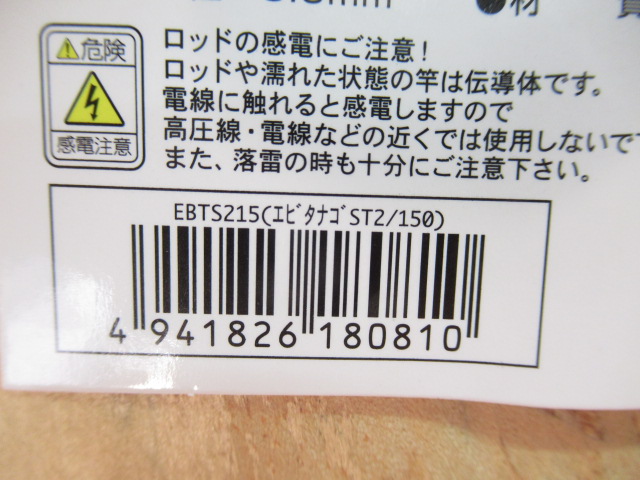 mm ●材
⚠危険
感電注意
ロッドの感電にご注意!
ロッドや濡れた状態の竿は伝導体です。
電線に触れると感電しますので
高圧線・電線などの近くでは使用しないで
また、落雷の時も十分にご注意下さい。
EBTS215(エビタナゴST2/150)
4 941826 180810